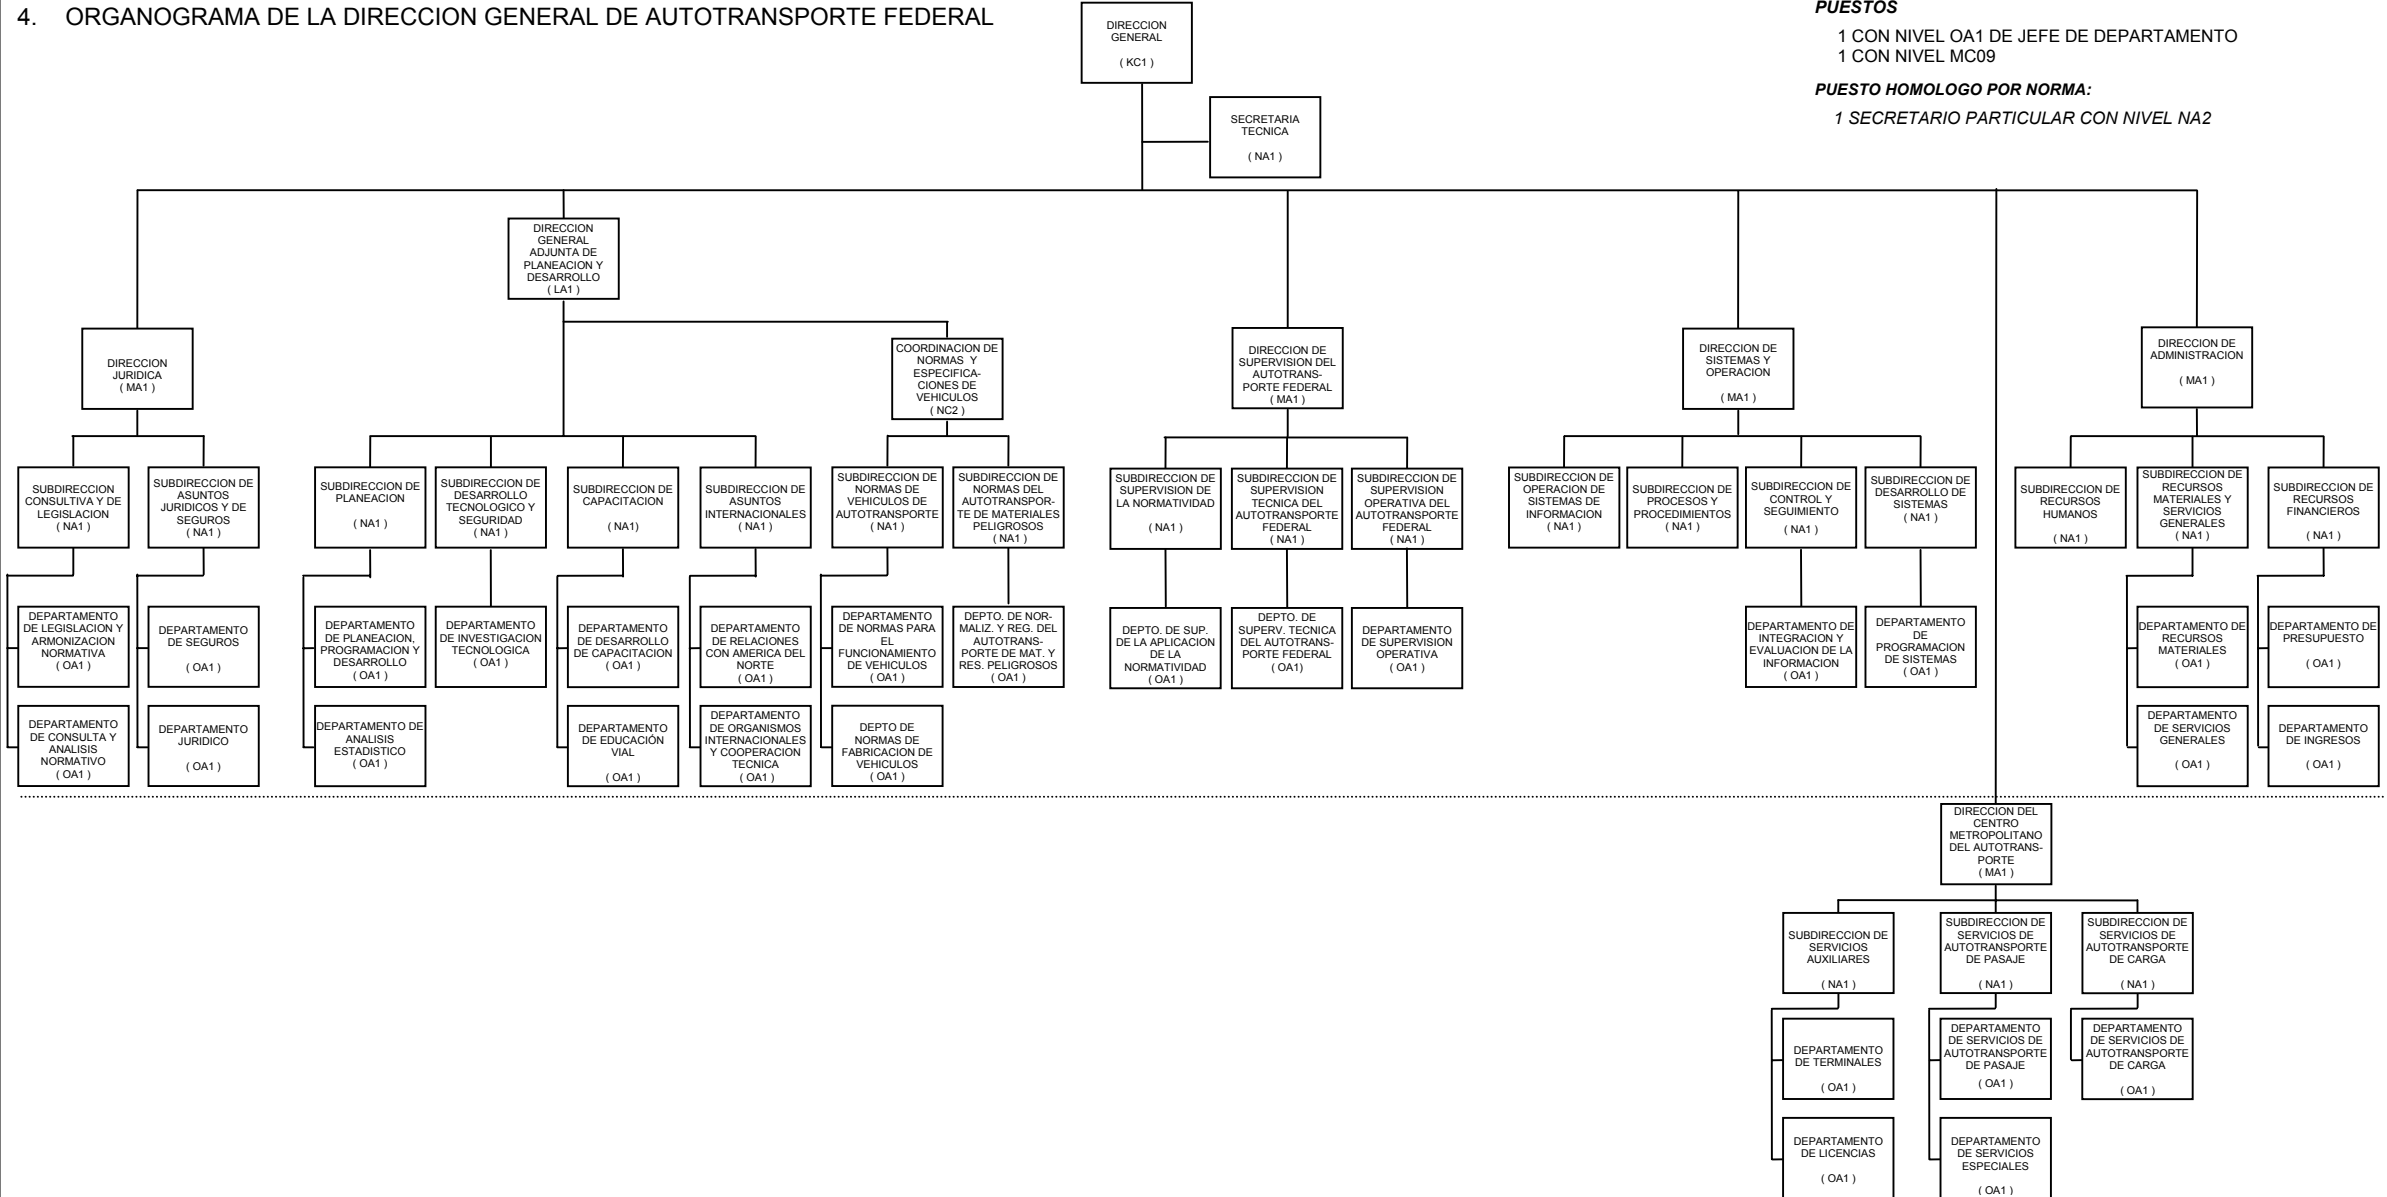 4. ORGANOGRAMA DE LA DIRECCION GENERAL DE AUTOTRANSPORTE FEDERAL
PUESTOS
1 CON NIVEL OA1 DE JEFE DE DEPARTAMENTO
1 CON NIVEL MC09
PUESTO HOMOLOGO POR NORMA:
1 SECRETARIO PARTICULAR CON NIVEL NA2
DIRECCION
GENERAL
( KC1 )
SECRETARIA
TECNICA
( NA1 )
DIRECCION
GENERAL
ADJUNTA DE
PLANEACION Y
DESARROLLO
( LA1 )
DIRECCION
JURIDICA
( MA1 )
COORDINACION DE
NORMAS Y
ESPECIFICA-
CIONES DE
VEHICULOS
( NC2 )
DIRECCION DE
SUPERVISION DEL
AUTOTRANS-
PORTE FEDERAL
( MA1 )
DIRECCION DE
SISTEMAS Y
OPERACION
( MA1 )
DIRECCION DE
ADMINISTRACION
( MA1 )
SUBDIRECCION
CONSULTIVA Y DE
LEGISLACION
( NA1 )
SUBDIRECCION DE
ASUNTOS
JURIDICOS Y DE
SEGUROS
( NA1 )
SUBDIRECCION DE
PLANEACION
( NA1 )
SUBDIRECCION DE
DESARROLLO
TECNOLOGICO Y
SEGURIDAD
( NA1 )
SUBDIRECCION DE
CAPACITACION
( NA1)
SUBDIRECCION DE
ASUNTOS
INTERNACIONALES
( NA1 )
SUBDIRECCION DE
NORMAS DE
VEHICULOS DE
AUTOTRANSPORTE
( NA1 )
SUBDIRECCION DE
NORMAS DEL
AUTOTRANSPOR-
TE DE MATERIALES
PELIGROSOS
( NA1 )
SUBDIRECCION DE
SUPERVISION DE
LA NORMATIVIDAD
( NA1 )
SUBDIRECCION DE
SUPERVISION
TECNICA DEL
AUTOTRANSPORTE
FEDERAL
( NA1 )
SUBDIRECCION DE
SUPERVISION
OPERATIVA DEL
AUTOTRANSPORTE
FEDERAL
( NA1 )
SUBDIRECCION DE
OPERACION DE
SISTEMAS DE
INFORMACION
( NA1 )
SUBDIRECCION DE
PROCESOS Y
PROCEDIMIENTOS
( NA1 )
SUBDIRECCION DE
CONTROL Y
SEGUIMIENTO
( NA1 )
SUBDIRECCION DE
DESARROLLO DE
SISTEMAS
( NA1 )
SUBDIRECCION DE
RECURSOS
HUMANOS
( NA1 )
SUBDIRECCION DE
RECURSOS
MATERIALES Y
SERVICIOS
GENERALES
( NA1 )
SUBDIRECCION DE
RECURSOS
FINANCIEROS
( NA1 )
DEPARTAMENTO
DE LEGISLACION Y
ARMONIZACION
NORMATIVA
( OA1 )
DEPARTAMENTO
DE SEGUROS
( OA1 )
DEPARTAMENTO
DE PLANEACION,
PROGRAMACION Y
DESARROLLO
( OA1 )
DEPARTAMENTO
DE INVESTIGACION
TECNOLOGICA
( OA1 )
DEPARTAMENTO
DE DESARROLLO
DE CAPACITACION
( OA1 )
DEPARTAMENTO
DE RELACIONES
CON AMERICA DEL
NORTE
( OA1 )
DEPARTAMENTO
DE NORMAS PARA
EL
FUNCIONAMIENTO
DE VEHICULOS
( OA1 )
DEPTO. DE NOR-
MALIZ. Y REG. DEL
AUTOTRANS-
PORTE DE MAT. Y
RES. PELIGROSOS
( OA1 )
DEPTO. DE SUP.
DE LA APLICACION
DE LA
NORMATIVIDAD
( OA1 )
DEPTO. DE
SUPERV. TECNICA
DEL AUTOTRANS-
PORTE FEDERAL
( OA1)
DEPARTAMENTO
DE SUPERVISION
OPERATIVA
( OA1 )
DEPARTAMENTO DE
INTEGRACION Y
EVALUACION DE LA
INFORMACION
( OA1 )
DEPARTAMENTO
DE
PROGRAMACION
DE SISTEMAS
( OA1 )
DEPARTAMENTO DE
RECURSOS
MATERIALES
( OA1 )
DEPARTAMENTO DE
PRESUPUESTO
( OA1 )
DEPARTAMENTO
DE CONSULTA Y
ANALISIS
NORMATIVO
( OA1 )
DEPARTAMENTO
JURIDICO
( OA1 )
DEPARTAMENTO DE
ANALISIS
ESTADISTICO
( OA1 )
DEPARTAMENTO
DE EDUCACIÓN
VIAL
( OA1 )
DEPARTAMENTO
DE ORGANISMOS
INTERNACIONALES
Y COOPERACION
TECNICA
( OA1 )
DEPTO DE
NORMAS DE
FABRICACION DE
VEHICULOS
( OA1 )
DEPARTAMENTO
DE SERVICIOS
GENERALES
( OA1 )
DEPARTAMENTO
DE INGRESOS
( OA1 )
DIRECCION DEL
CENTRO
METROPOLITANO
DEL AUTOTRANS-
PORTE
( MA1 )
SUBDIRECCION DE
SERVICIOS
AUXILIARES
( NA1 )
SUBDIRECCION DE
SERVICIOS DE
AUTOTRANSPORTE
DE PASAJE
( NA1 )
SUBDIRECCION DE
SERVICIOS DE
AUTOTRANSPORTE
DE CARGA
( NA1 )
DEPARTAMENTO
DE TERMINALES
( OA1 )
DEPARTAMENTO
DE SERVICIOS DE
AUTOTRANSPORTE
DE PASAJE
( OA1 )
DEPARTAMENTO
DE SERVICIOS DE
AUTOTRANSPORTE
DE CARGA
( OA1 )
DEPARTAMENTO
DE LICENCIAS
( OA1 )
DEPARTAMENTO
DE SERVICIOS
ESPECIALES
( OA1 )